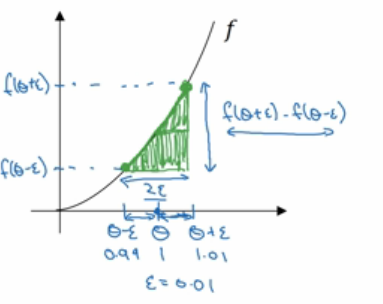 f
f(θ+ε)
f(θ+ε) - f(θ-ε)
f(θ-ε)
2ε
θ-ε θ θ+ε
0.99 1 1.01
ε = 0.01